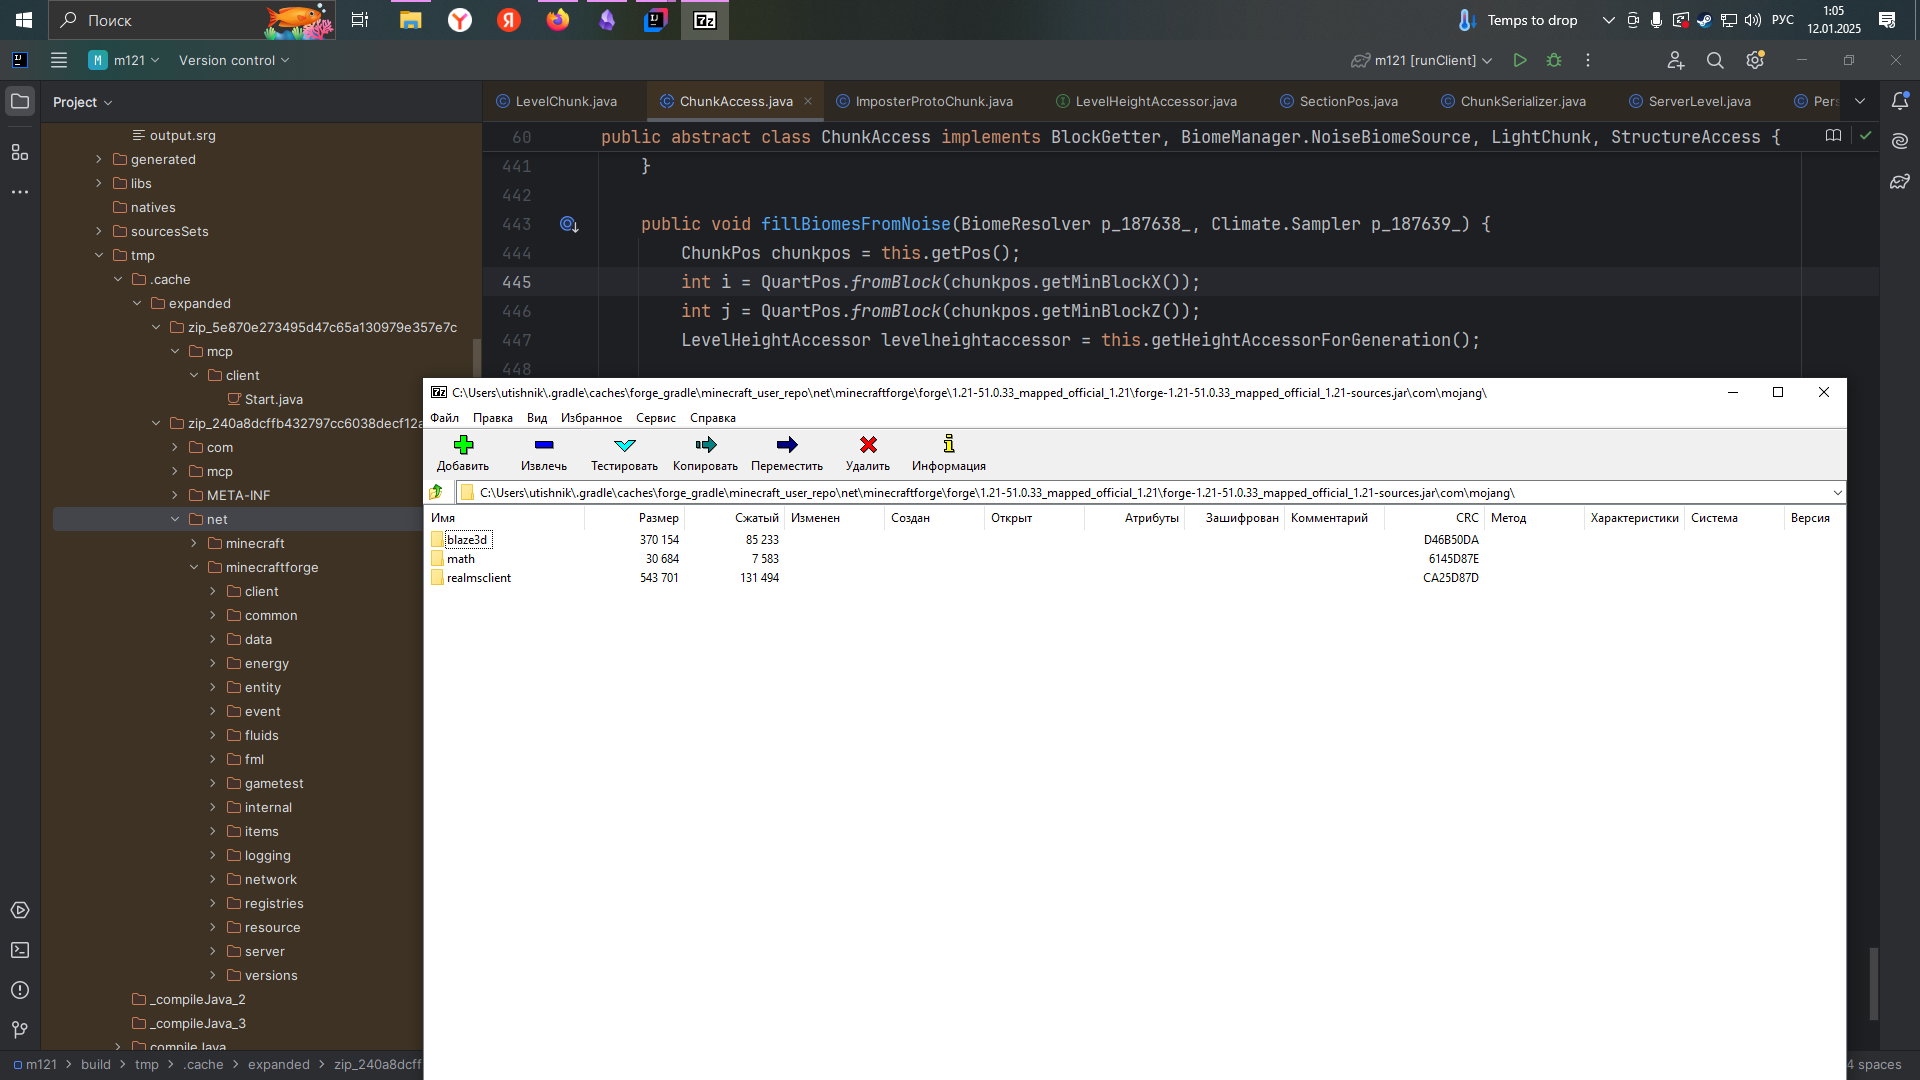 Поиск
Temps to drop
РУС
1:05
12.01.2025
M
m121
Version control
m121 [runClient]
Project
LevelChunk.java
ChunkAccess.java
ImposterProtoChunk.java
LevelHeightAccessor.java
SectionPos.java
ChunkSerializer.java
ServerLevel.java
60 public abstract class ChunkAccess implements BlockGetter, BiomeManager.NoiseBiomeSource, LightChunk, StructureAccess {
441 }
442
443 public void fillBiomesFromNoise(BiomeResolver p_187638_, Climate.Sampler p_187639_) {
444 ChunkPos chunkpos = this.getPos();
445 int i = QuartPos.fromBlock(chunkpos.getMinBlockX());
446 int j = QuartPos.fromBlock(chunkpos.getMinBlockZ());
447 LevelHeightAccessor levelheightaccessor = this.getHeightAccessorForGeneration();
448
output.srg
generated
libs
natives
sourcesSets
tmp
.cache
expanded
zip_5e870e273495d47c65a130979e357e7c
mcp
client
Start.java
zip_240a8dcffb432797cc6038decf12a
com
mcp
META-INF
net
minecraft
minecraftforge
client
common
data
energy
entity
event
fluids
fml
gametest
internal
items
logging
network
registries
resource
server
versions
_compileJava_2
_compileJava_3
compileJava
C:\Users\utishnik\.gradle\caches\forge_gradle\minecraft_user_repo\net\minecraftforge\forge\1.21-51.0.33_mapped_official_1.21\forge-1.21-51.0.33_mapped_official_1.21-sources.jar\com\mojang\
Файл Правка Вид Избранное Сервис Справка
Добавить Извлечь Тестировать Копировать Переместить Удалить Информация
C:\Users\utishnik\.gradle\caches\forge_gradle\minecraft_user_repo\net\minecraftforge\forge\1.21-51.0.33_mapped_official_1.21\forge-1.21-51.0.33_mapped_official_1.21-sources.jar\com\mojang\
Имя Размер Сжатый Изменен Создан Открыт Атрибуты Зашифрован Комментарий CRC Метод Характеристики Система Версия
blaze3d 370 154 85 233 D46B50DA
math 30 684 7 583 6145D87E
realmsclient 543 701 131 494 CA25D87D
m121 > build > tmp > .cache > expanded > zip_240a8dcff
4 spaces